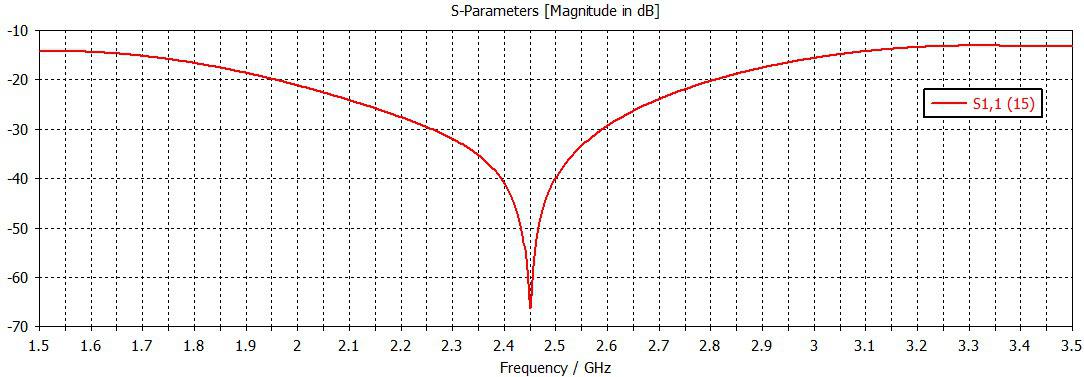 S-Parameters [Magnitude in dB]
-10
-20
-30
-40
-50
-60
-70
S1,1 (15)
1.5 1.6 1.7 1.8 1.9 2 2.1 2.2 2.3 2.4 2.5 2.6 2.7 2.8 2.9 3 3.1 3.2 3.3 3.4 3.5
Frequency / GHz